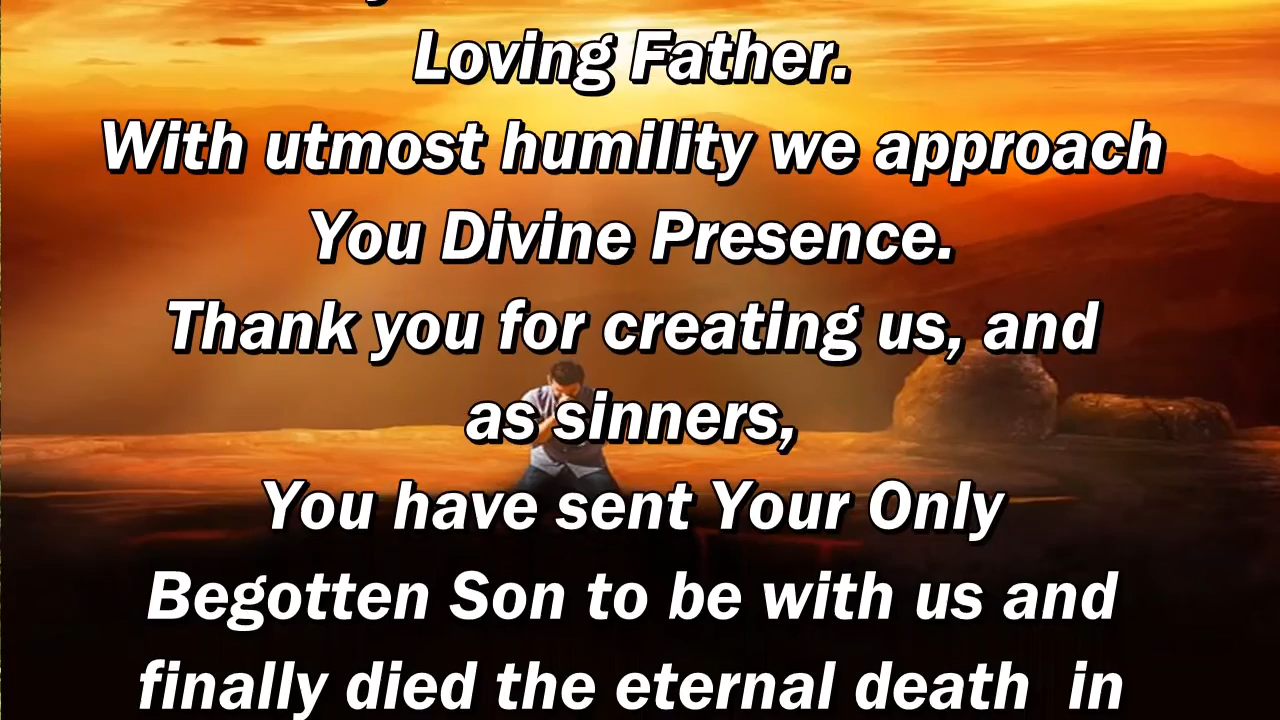 Loving Father.
With utmost humility we approach
You Divine Presence.
Thank you for creating us, and
as sinners,
You have sent Your Only
Begotten Son to be with us and
finally died the eternal death  in